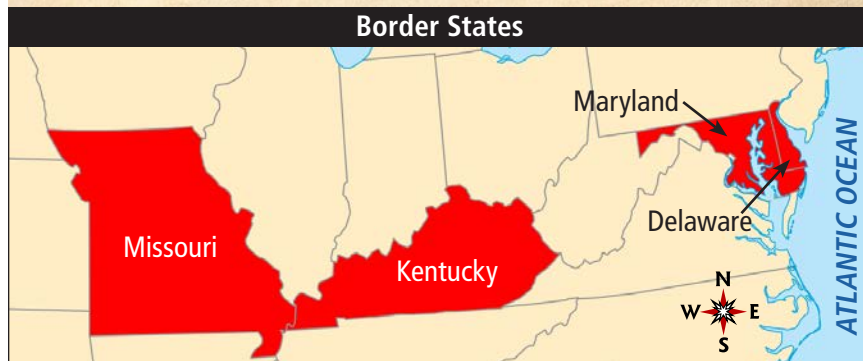 Border States
Maryland
Delaware
Missouri
Kentucky
ATLANTIC OCEAN
N
W E
S